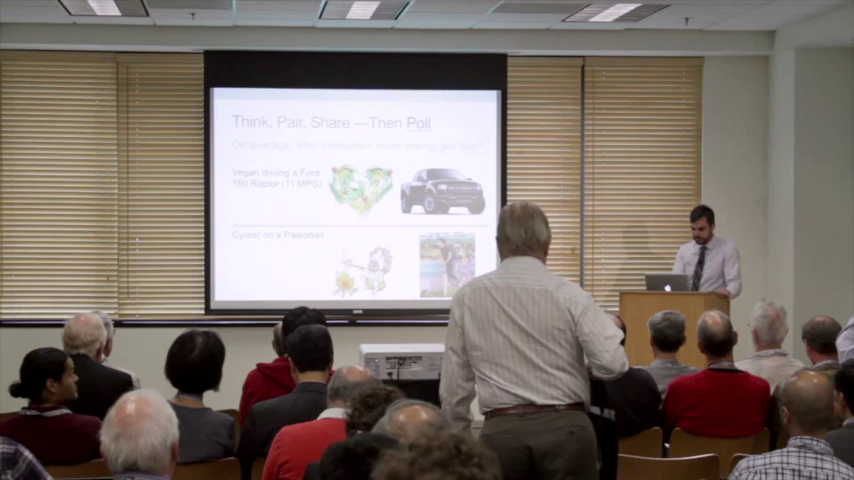 Think, Pair, Share —Then Poll
On average, who consumes more energy per day?
Vegan driving a Ford
150 Raptor (11 MPG)
Cyclist on a Paleodiet